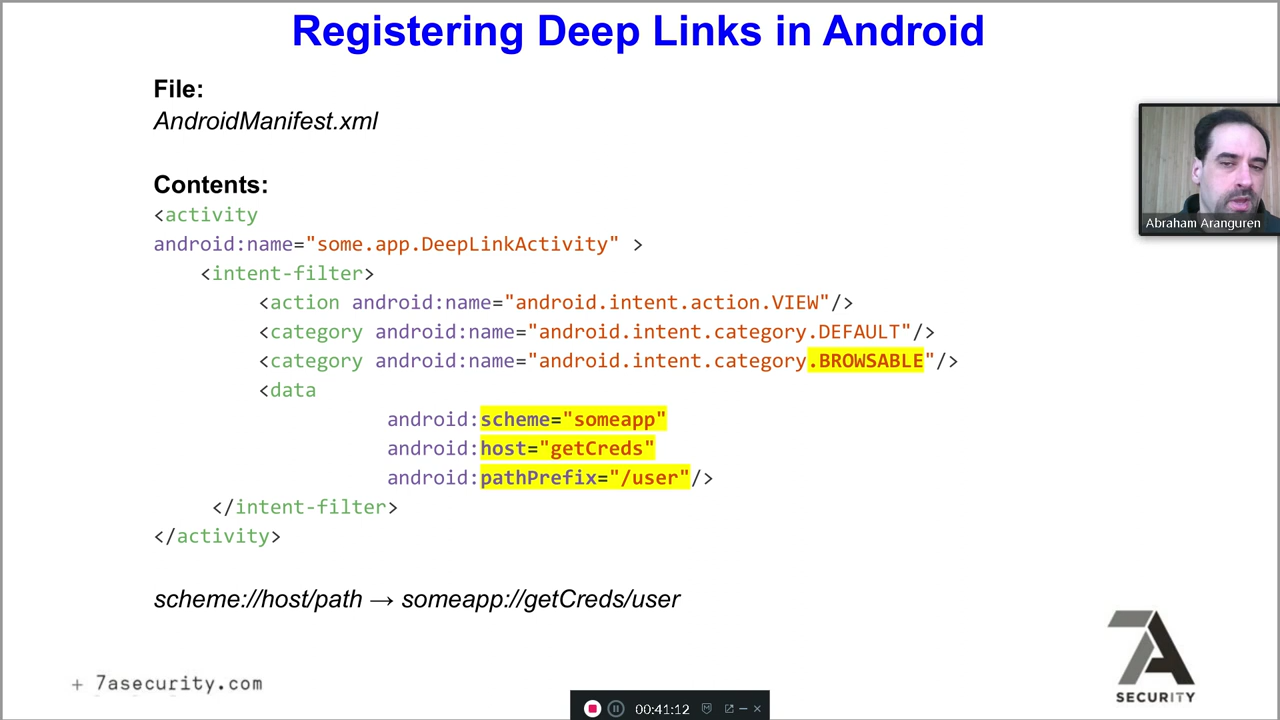 Registering Deep Links in Android
File:
AndroidManifest.xml
Contents:
<activity
android:name="some.app.DeepLinkActivity" >
<intent-filter>
<action android:name="android.intent.action.VIEW"/>
<category android:name="android.intent.category.DEFAULT"/>
<category android:name="android.intent.category.BROWSABLE"/>
<data
android:scheme="someapp"
android:host="getCreds"
android:pathPrefix="/user"/>
</intent-filter>
</activity>
scheme://host/path → someapp://getCreds/user
Abraham Aranguren
+ 7asecurity.com
7A
SECURITY
00:41:12